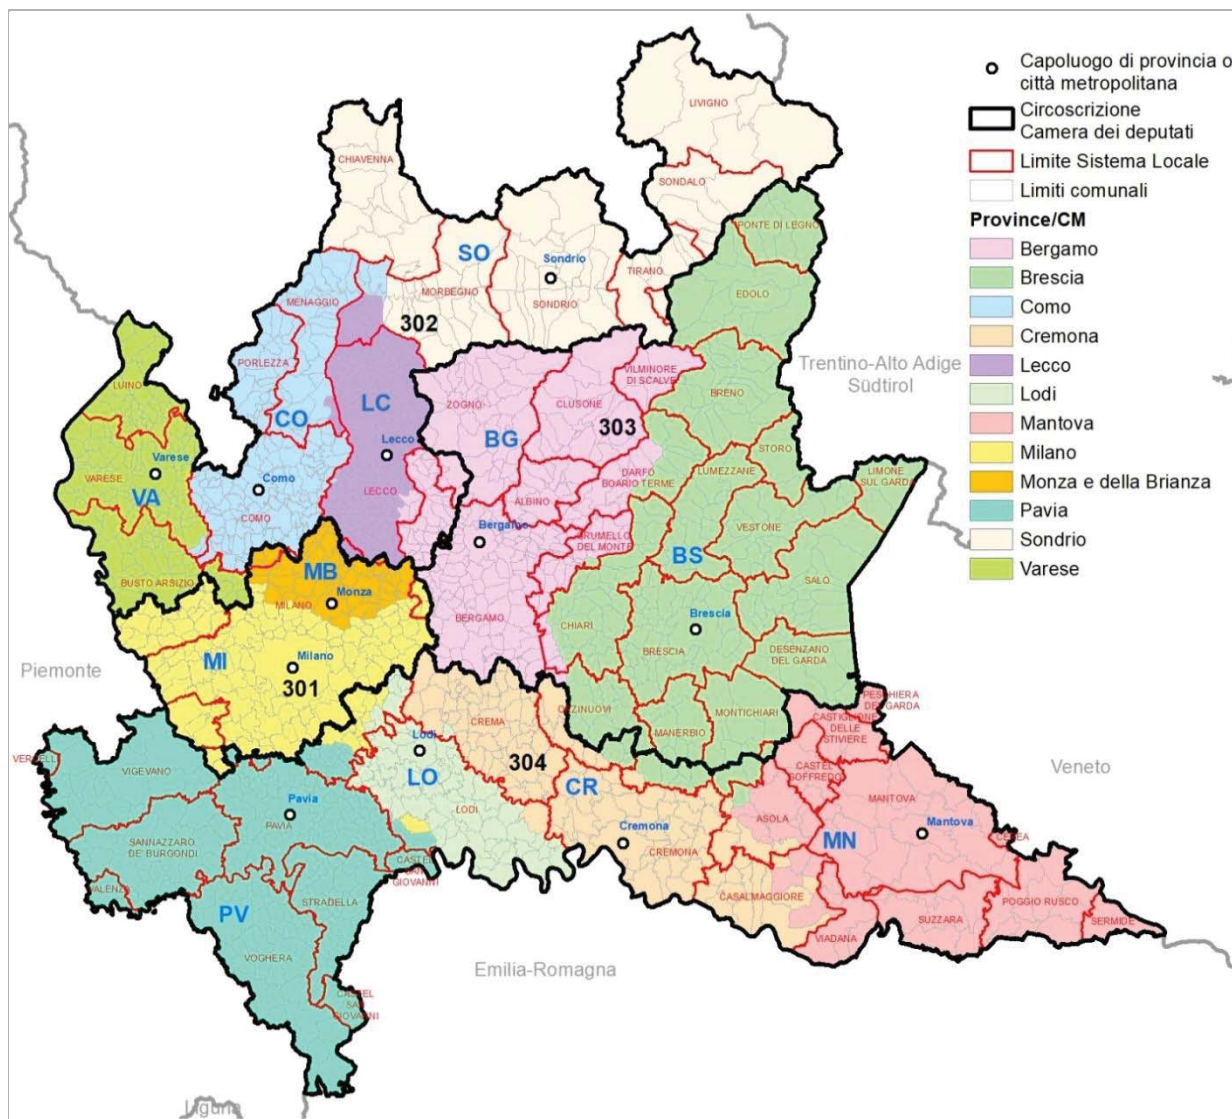 Capoluogo di provincia o
città metropolitana
Circoscrizione
Camera dei deputati
Limite Sistema Locale
Limiti comunali
Province/CM
Bergamo
Brescia
Como
Cremona
Lecco
Lodi
Mantova
Milano
Monza e della Brianza
Pavia
Sondrio
Varese
LIVIGNO
CHIAVENNA
SONDALO
PONTE DI LEGNO
SO
Sondrio
TIRANO
MORBEGNO
SONDRIO
EDOLO
MENAGGIO
302
Trentino-Alto Adige
Südtirol
PORLEZZA
LUINO
VILMINORE
DI SCALVE
BRENO
ZOGNO
CLUSONE
LC
CO
BG
303
STORO
Lecco
Varese
VARESE
VA
Como
COMO
LECCO
DARFO
BOARIO TERME
LUMEZZANE
LIMONE
SUL GARDA
ALBINO
Bergamo
GRUMELLO
DEL MONTE
VESTONE
BS
MB
BUSTO ARSIZIO
Monza
MILANO
SALÒ
BERGAMO
CHIARI
Brescia
BRESCIA
DESENZANO
DEL GARDA
Piemonte
MI
Milano
301
PESCHIERA
DEL GARDA
ORZINUOVI
MONTICHIARI
MANERBIO
CASTIGLIONE
DELLE
STIVIERE
CREMA
Lodi
304
VIGEVANO
LO
CR
CASTEL
GOFFREDO
Veneto
MANTOVA
Pavia
PAVIA
LODI
ASOLA
Cremona
CREMONA
MN
Mantova
SANNAZZARO
DE' BURGONDI
CASTEL
SAN
GIOVANNI
VALENZA
STRADELLA
CASALMAGGIORE
PV
POGGIO RUSCO
SUZZARA
SERMIDE
VIADANA
VOGHERA
Emilia-Romagna
CASTEL
SAN
GIOVANNI
Liguria